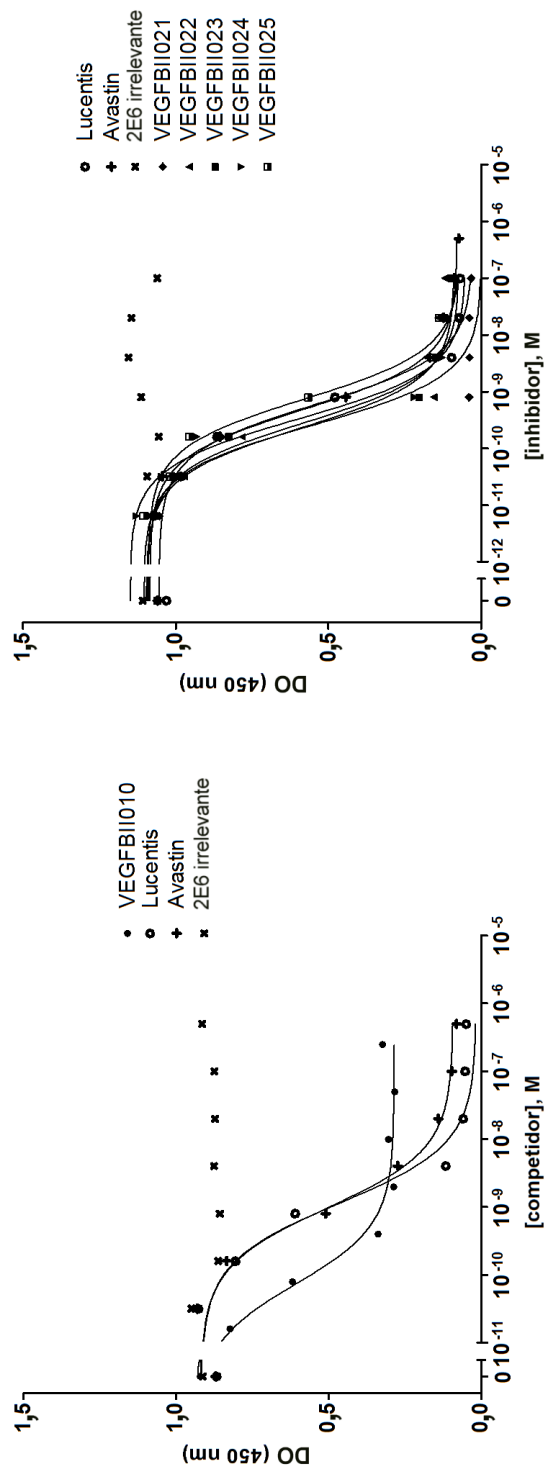 VEGFBII010
Lucentis
Avastin
2E6 irrelevante
1,5
1,0
0,5
0,0
DO (450 nm)
0 10-11 10-10 10-9 10-8 10-7 10-6 10-5
[competidor], M
Lucentis
Avastin
2E6 irrelevante
VEGFBII021
VEGFBII022
VEGFBII023
VEGFBII024
VEGFBII025
1,5
1,0
0,5
0,0
DO (450 nm)
0 10-12 10-11 10-10 10-9 10-8 10-7 10-6 10-5
[inhibidor], M